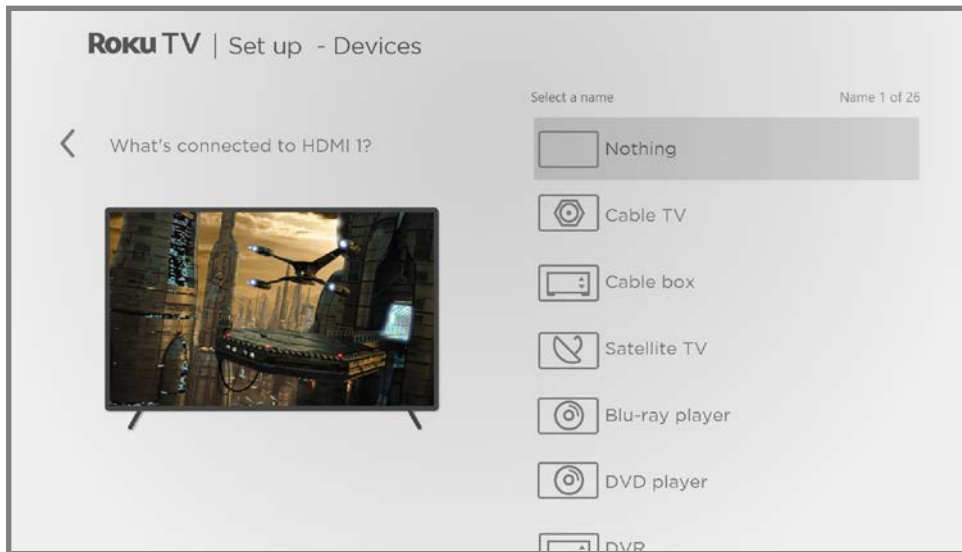 Roku TV | Set up - Devices
Select a name Name 1 of 26
What's connected to HDMI 1?
Nothing
Cable TV
Cable box
Satellite TV
Blu-ray player
DVD player
DVR